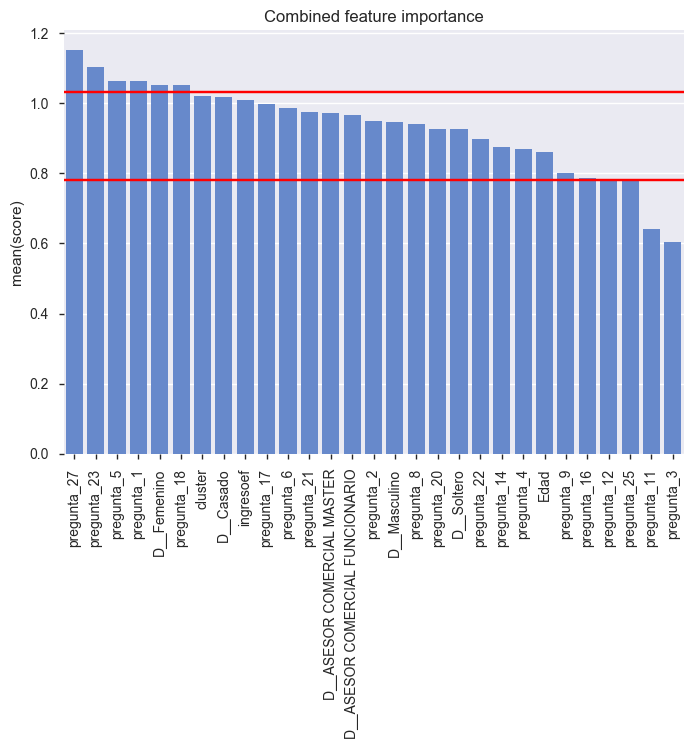 Combined feature importance
mean(score)
1.2
1.0
0.8
0.6
0.4
0.2
0.0
pregunta_27
pregunta_23
pregunta_5
pregunta_1
D__Femenino
pregunta_18
cluster
D__Casado
ingresoef
pregunta_17
pregunta_6
pregunta_21
D__ASESOR COMERCIAL MASTER
D__ASESOR COMERCIAL FUNCIONARIO
pregunta_2
D__Masculino
pregunta_8
pregunta_20
D__Soltero
pregunta_22
pregunta_14
pregunta_4
Edad
pregunta_9
pregunta_16
pregunta_12
pregunta_25
pregunta_11
pregunta_3